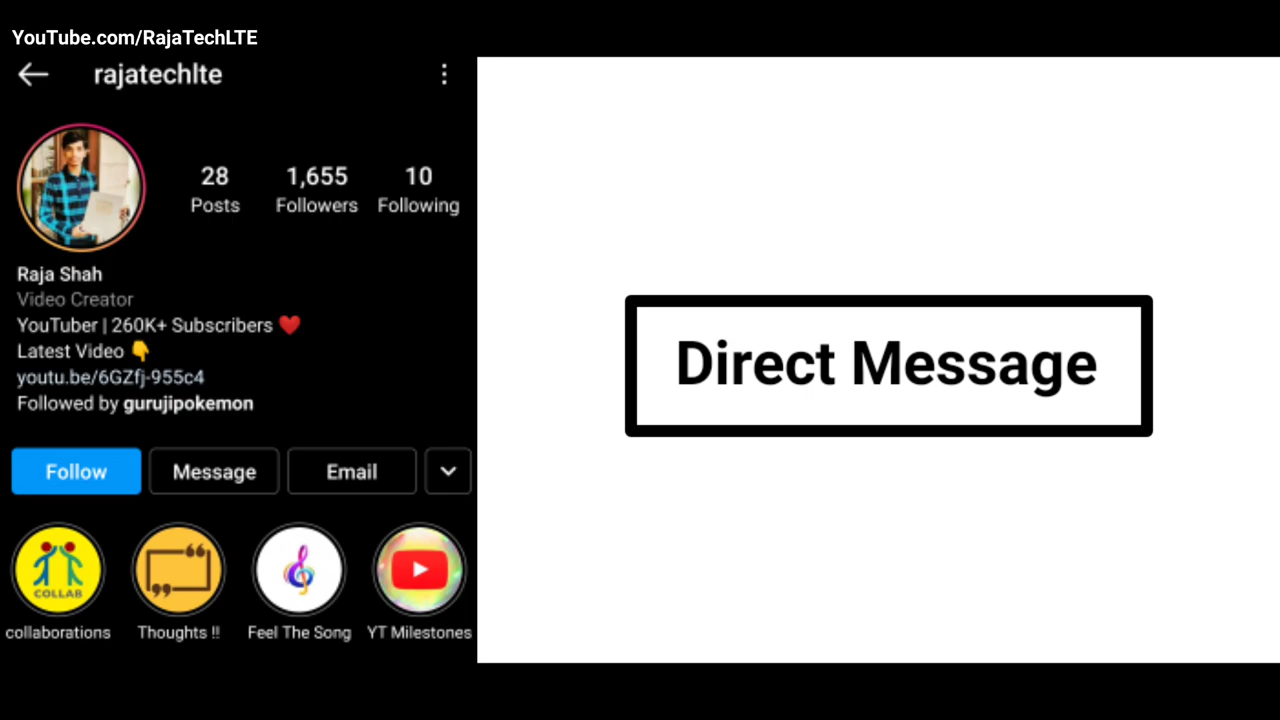 YouTube.com/RajaTechLTE
rajatechlte
28 1,655 10
Posts Followers Following
Raja Shah
Video Creator
YouTuber | 260K+ Subscribers ❤️
Latest Video 👇
youtu.be/6GZfj-955c4
Followed by gurujipokemon
Follow Message Email
COLLAB
collaborations Thoughts !! Feel The Song YT Milestones
Direct Message